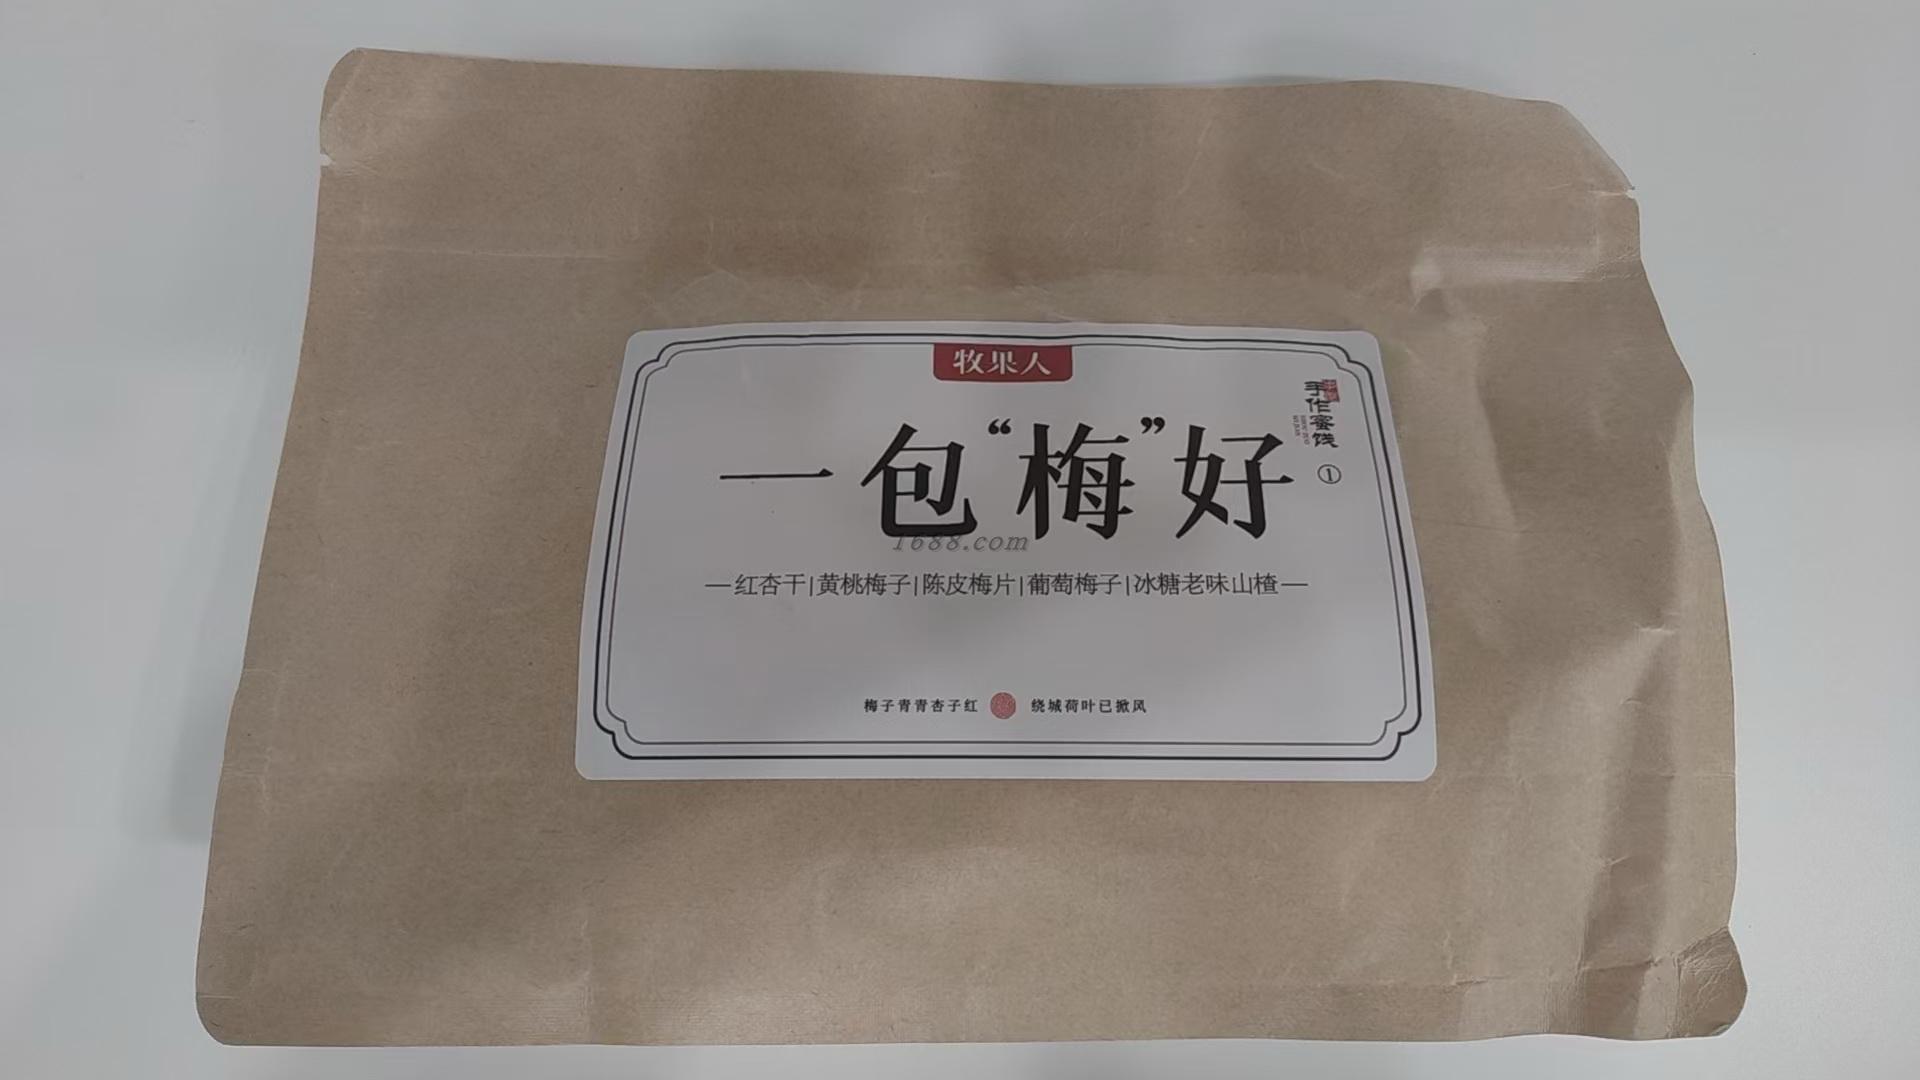 牧果人
手作蜜饯
一包“梅”好①
1688.com
—红杏干|黄桃梅子|陈皮梅片|葡萄梅子|冰糖老味山楂—
梅子青青杏子红 绕城荷叶已掀风